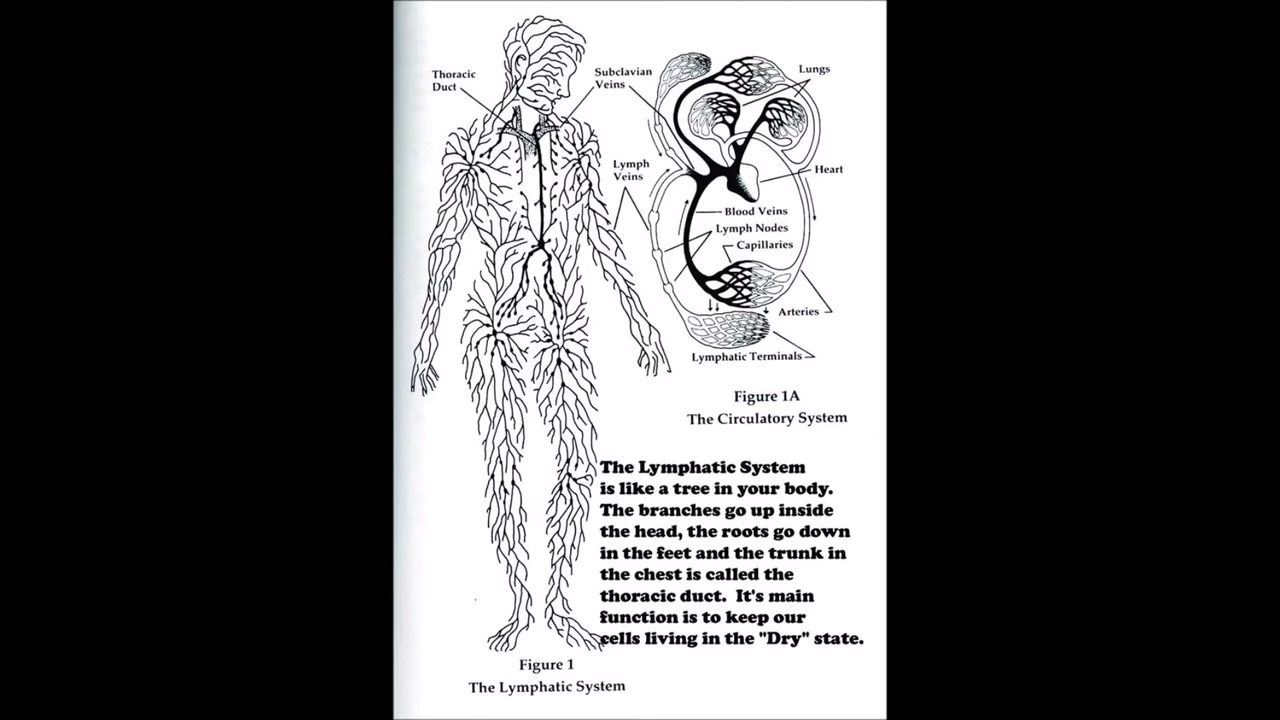 Thoracic
Duct
Subclavian
Veins
Lungs
Lymph
Veins
Heart
Blood Veins
Lymph Nodes
Capillaries
Arteries
Lymphatic Terminals
Figure 1A
The Circulatory System
The Lymphatic System
is like a tree in your body.
The branches go up inside
the head, the roots go down
in the feet and the trunk in
the chest is called the
thoracic duct. It's main
function is to keep our
cells living in the "Dry" state.
Figure 1
The Lymphatic System